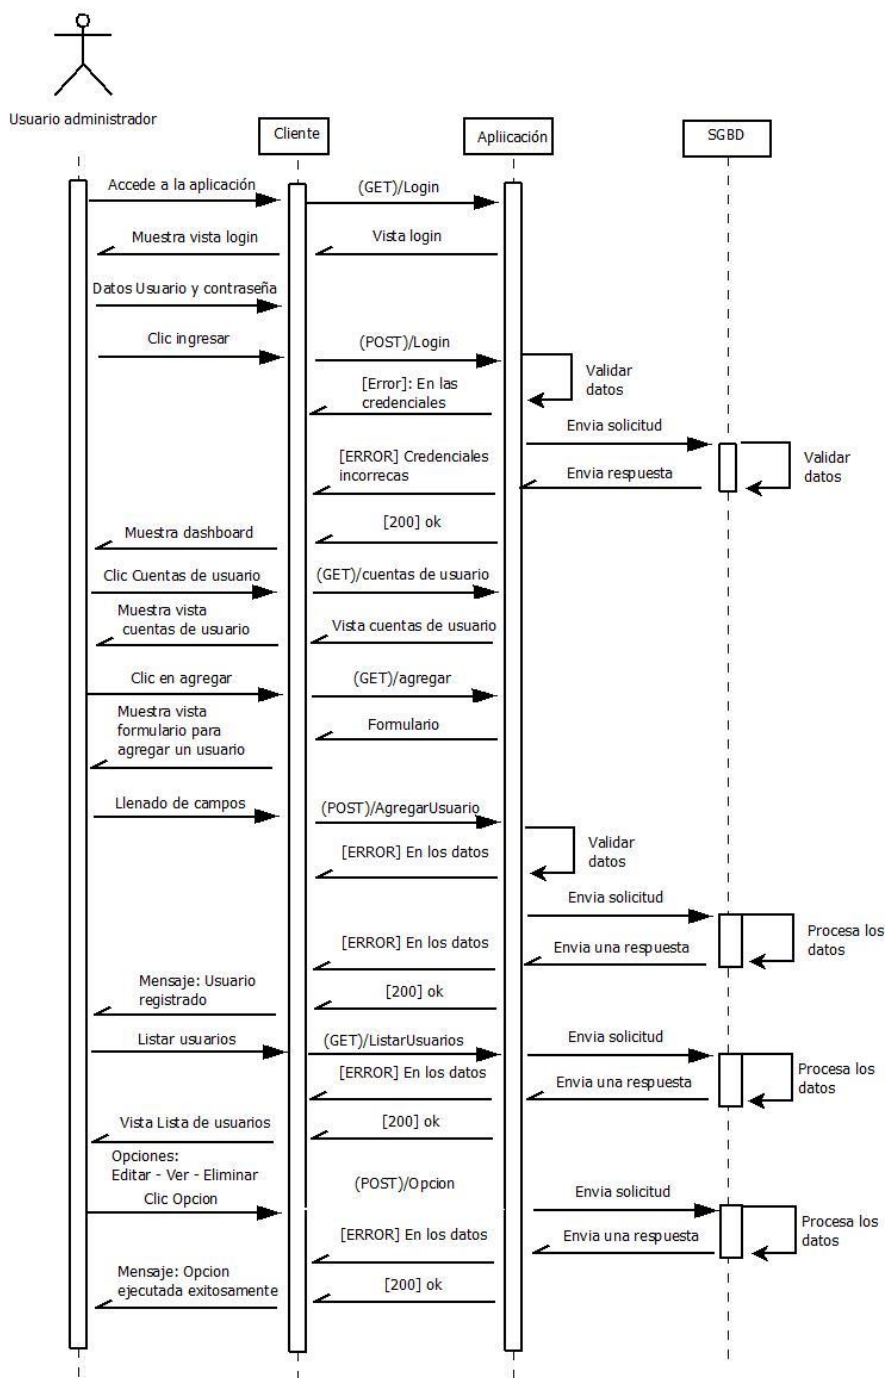 Usuario administrador
Cliente
Apliicación
SGBD
Accede a la aplicación
(GET)/Login
Muestra vista login
Vista login
Datos Usuario y contraseña
Clic ingresar
(POST)/Login
Validar
datos
[Error]: En las
credenciales
Envia solicitud
[ERROR] Credenciales
incorrecas
Envia respuesta
Validar
datos
[200] ok
Muestra dashboard
Clic Cuentas de usuario
(GET)/cuentas de usuario
Muestra vista
cuentas de usuario
Vista cuentas de usuario
Clic en agregar
(GET)/agregar
Muestra vista
formulario para
agregar un usuario
Formulario
Llenado de campos
(POST)/AgregarUsuario
Validar
datos
[ERROR] En los datos
Envia solicitud
Procesa los
datos
[ERROR] En los datos
Envia una respuesta
Mensaje: Usuario
registrado
[200] ok
Listar usuarios
(GET)/ListarUsuarios
Envia solicitud
[ERROR] En los datos
Envia una respuesta
Procesa los
datos
Vista Lista de usuarios
[200] ok
Opciones:
Editar - Ver - Eliminar
Clic Opcion
(POST)/Opcion
Envia solicitud
[ERROR] En los datos
Envia una respuesta
Procesa los
datos
Mensaje: Opcion
ejecutada exitosamente
[200] ok